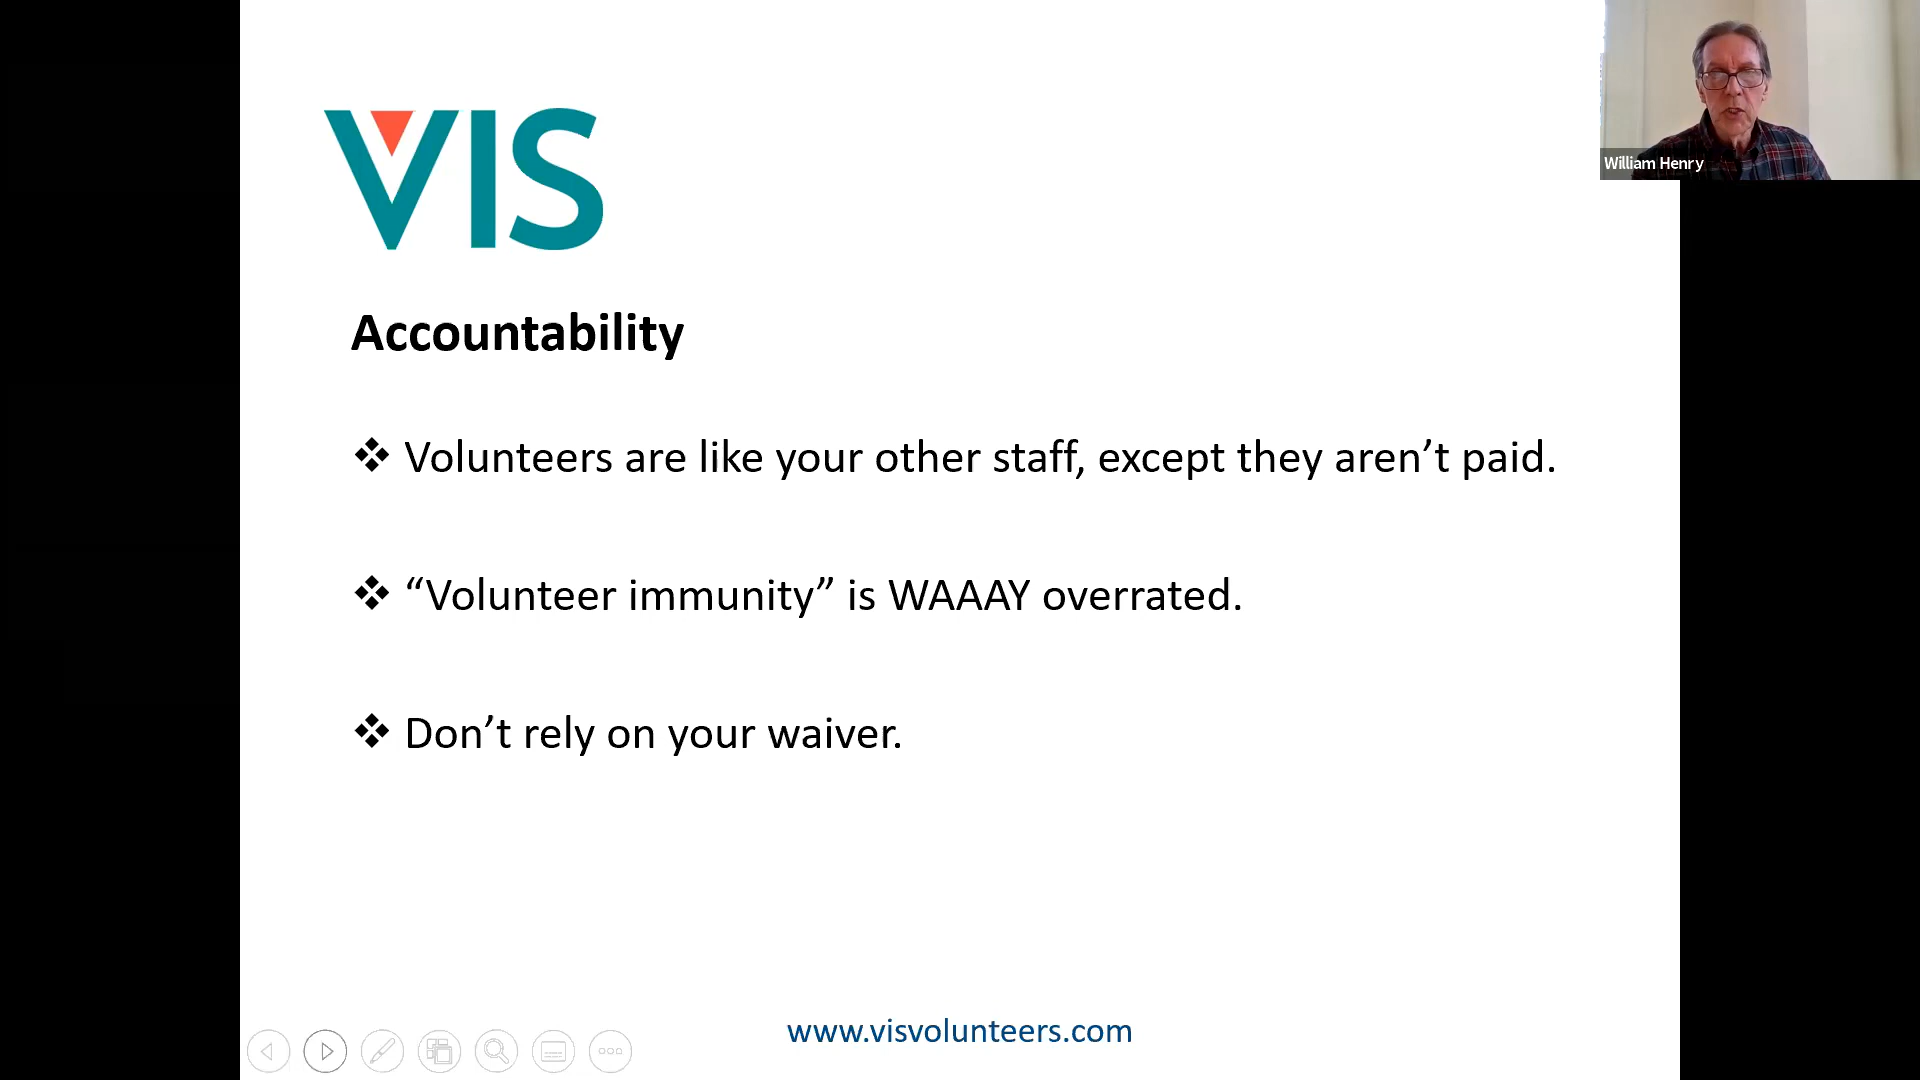 VIS
William Henry
Accountability
❖ Volunteers are like your other staff, except they aren’t paid.
❖ “Volunteer immunity” is WAAAY overrated.
❖ Don’t rely on your waiver.
www.visvolunteers.com